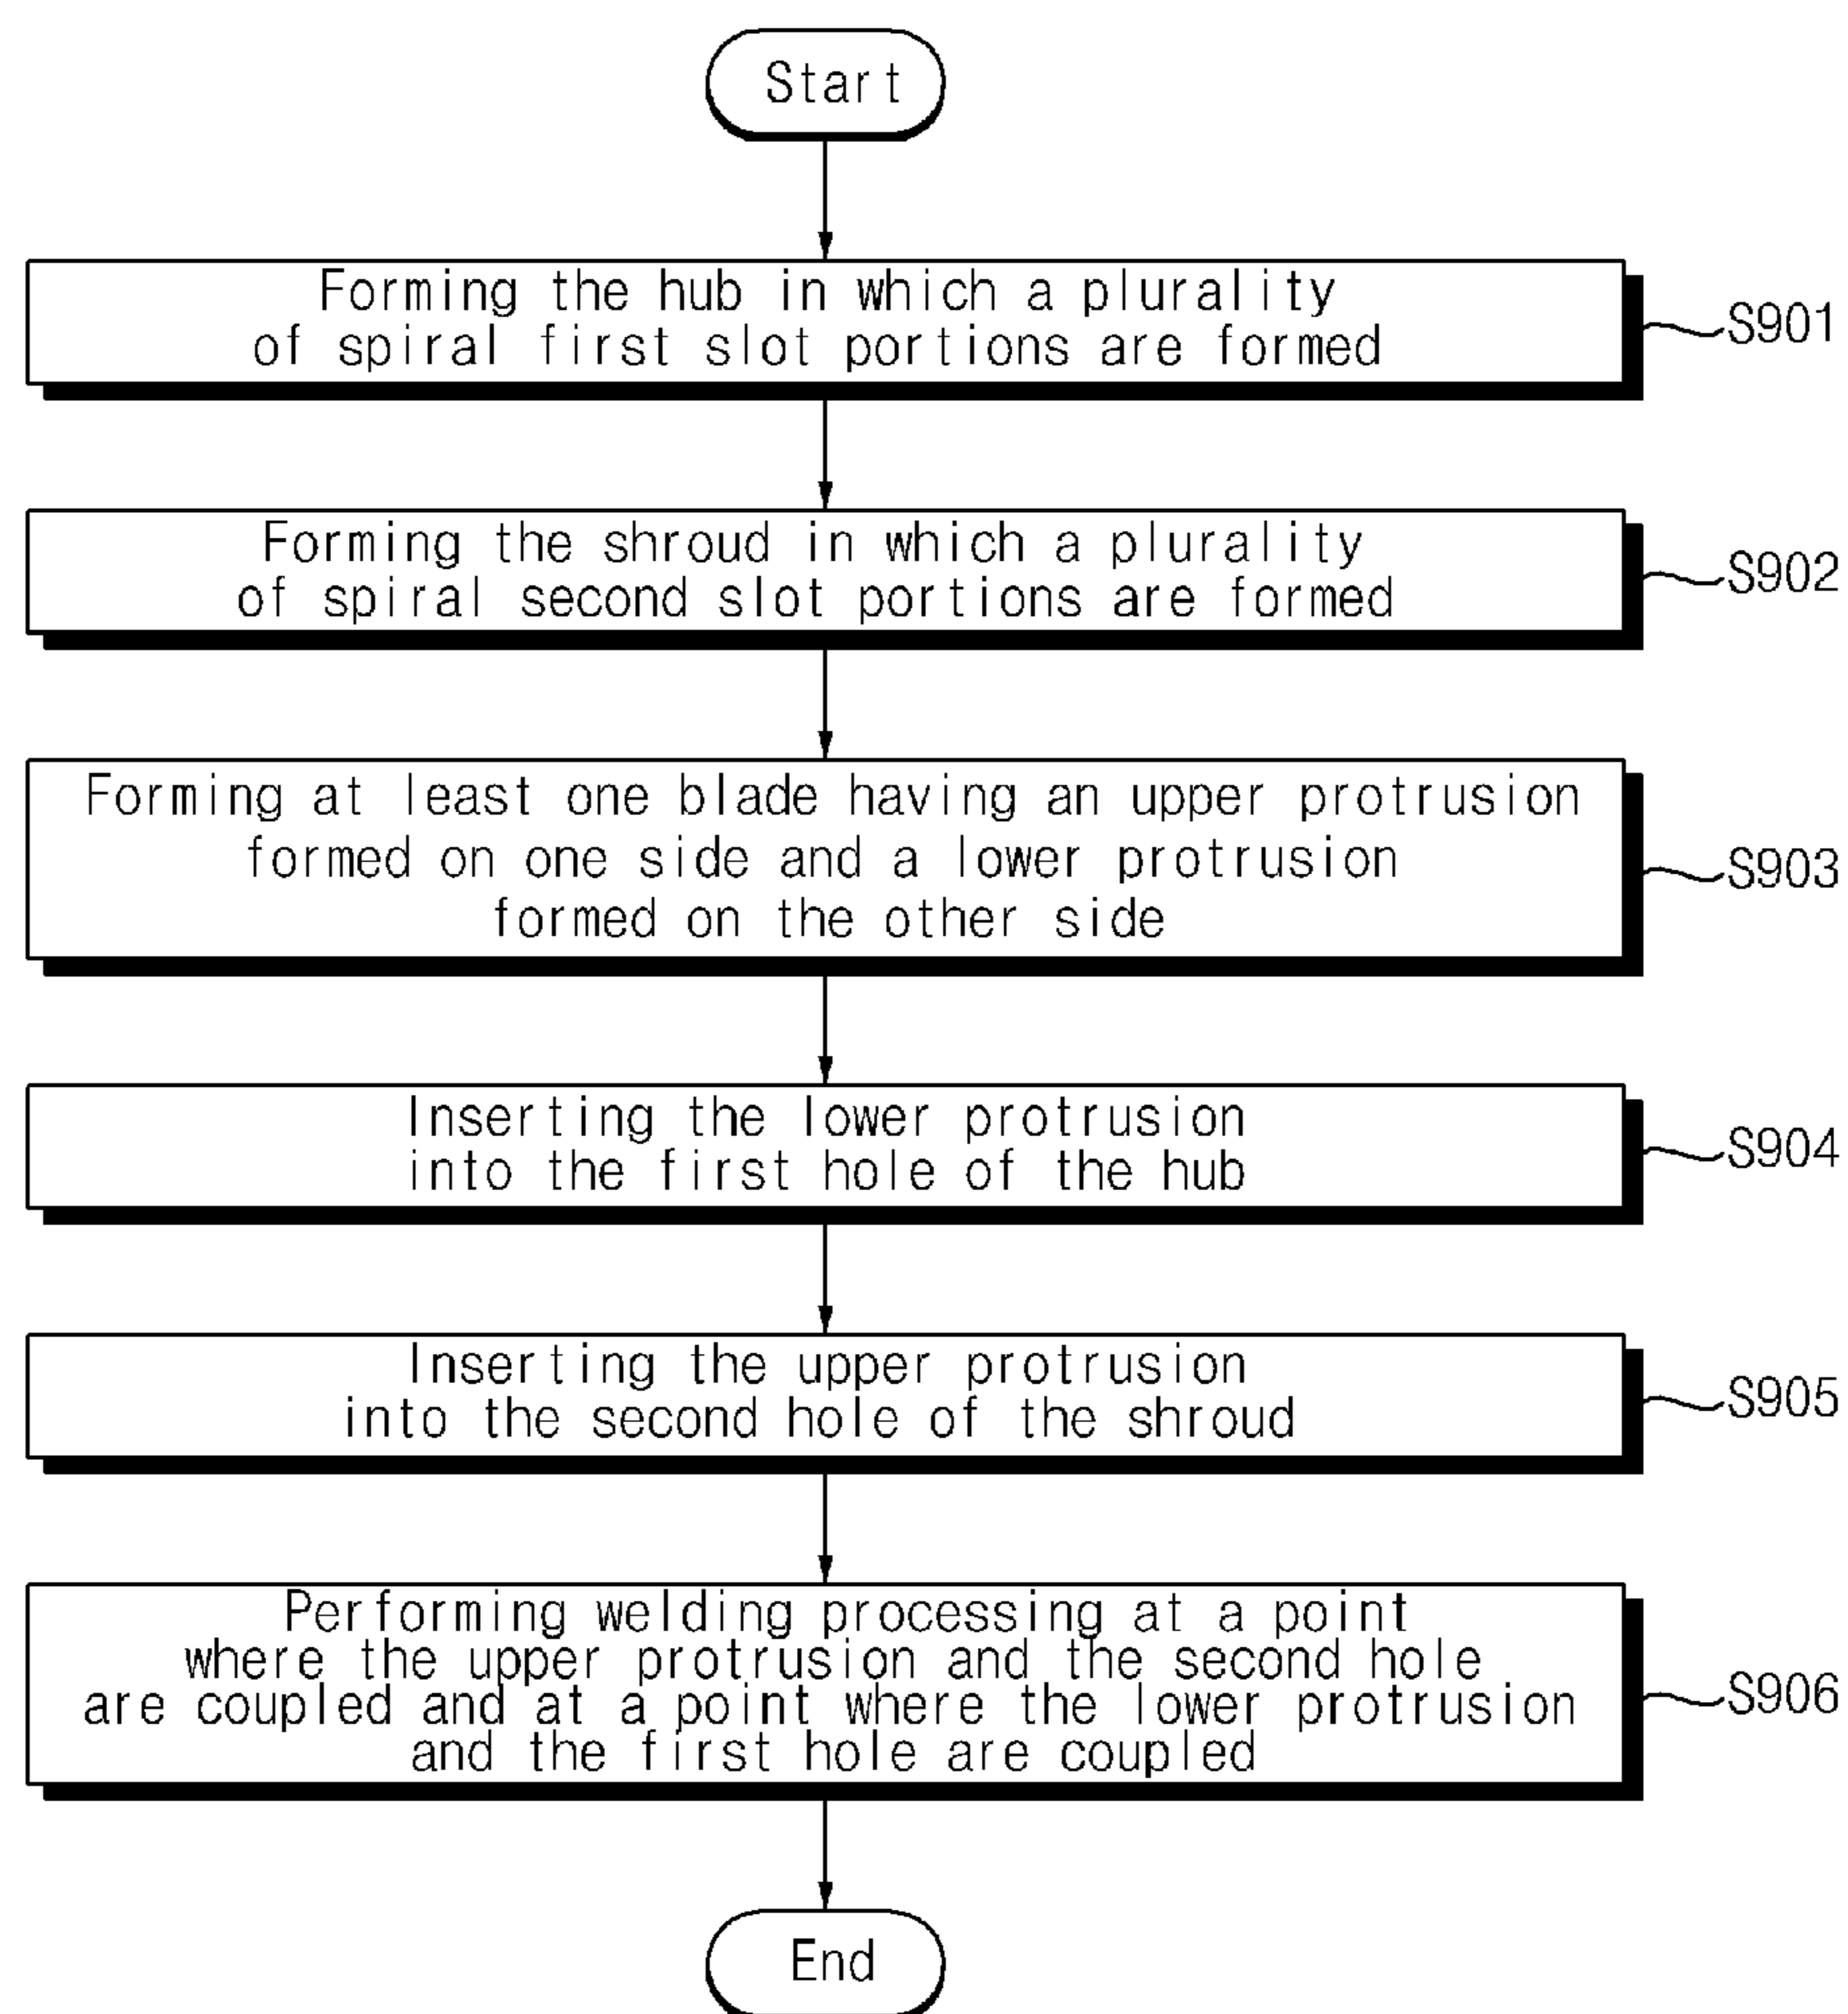 Start
Forming the hub in which a plurality
of spiral first slot portions are formed
S901
Forming the shroud in which a plurality
of spiral second slot portions are formed
S902
Forming at least one blade having an upper protrusion
formed on one side and a lower protrusion
formed on the other side
S903
Inserting the lower protrusion
into the first hole of the hub
S904
Inserting the upper protrusion
into the second hole of the shroud
S905
Performing welding processing at a point
where the upper protrusion and the second hole
are coupled and at a point where the lower protrusion
and the first hole are coupled
S906
End